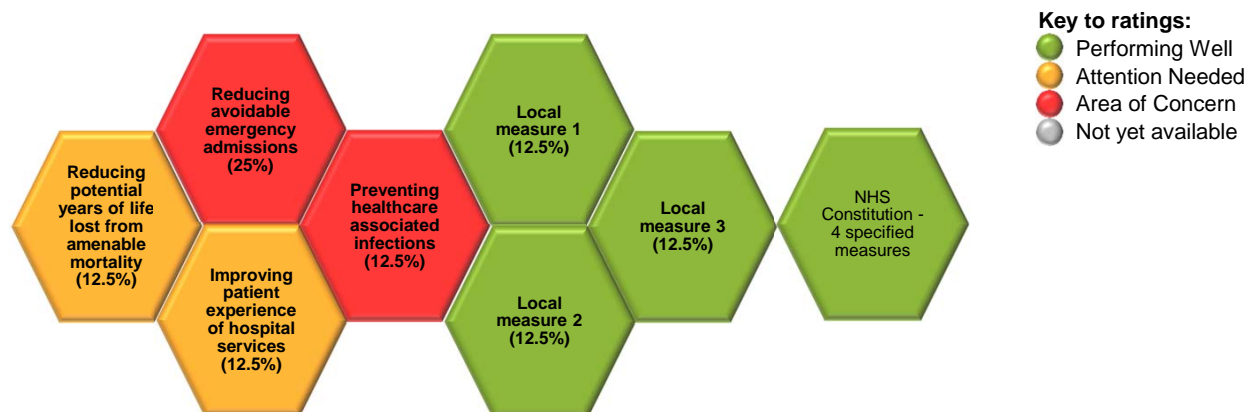 Key to ratings:
Performing Well
Attention Needed
Area of Concern
Not yet available
Reducing
potential
years of life
lost from
amenable
mortality
(12.5%)
Reducing
avoidable
emergency
admissions
(25%)
Improving
patient
experience
of hospital
services
(12.5%)
Preventing
healthcare
associated
infections
(12.5%)
Local
measure 1
(12.5%)
Local
measure 2
(12.5%)
Local
measure 3
(12.5%)
NHS
Constitution -
4 specified
measures